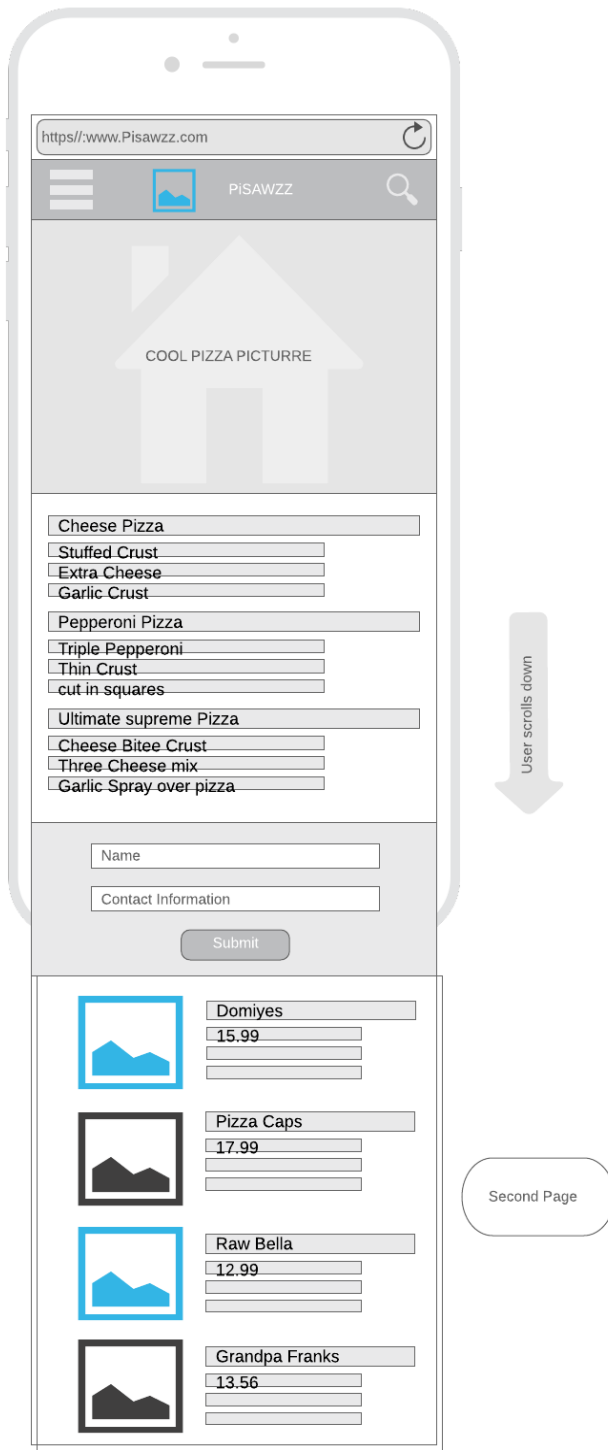 https//:www.Pisawzz.com
PiSAWZZ
COOL PIZZA PICTURRE
Cheese Pizza
Stuffed Crust
Extra Cheese
Garlic Crust
Pepperoni Pizza
Triple Pepperoni
Thin Crust
cut in squares
Ultimate supreme Pizza
Cheese Bitee Crust
Three Cheese mix
Garlic Spray over pizza
User scrolls down
Name
Contact Information
Submit
Domiyes
15.99
Pizza Caps
17.99
Second Page
Raw Bella
12.99
Grandpa Franks
13.56